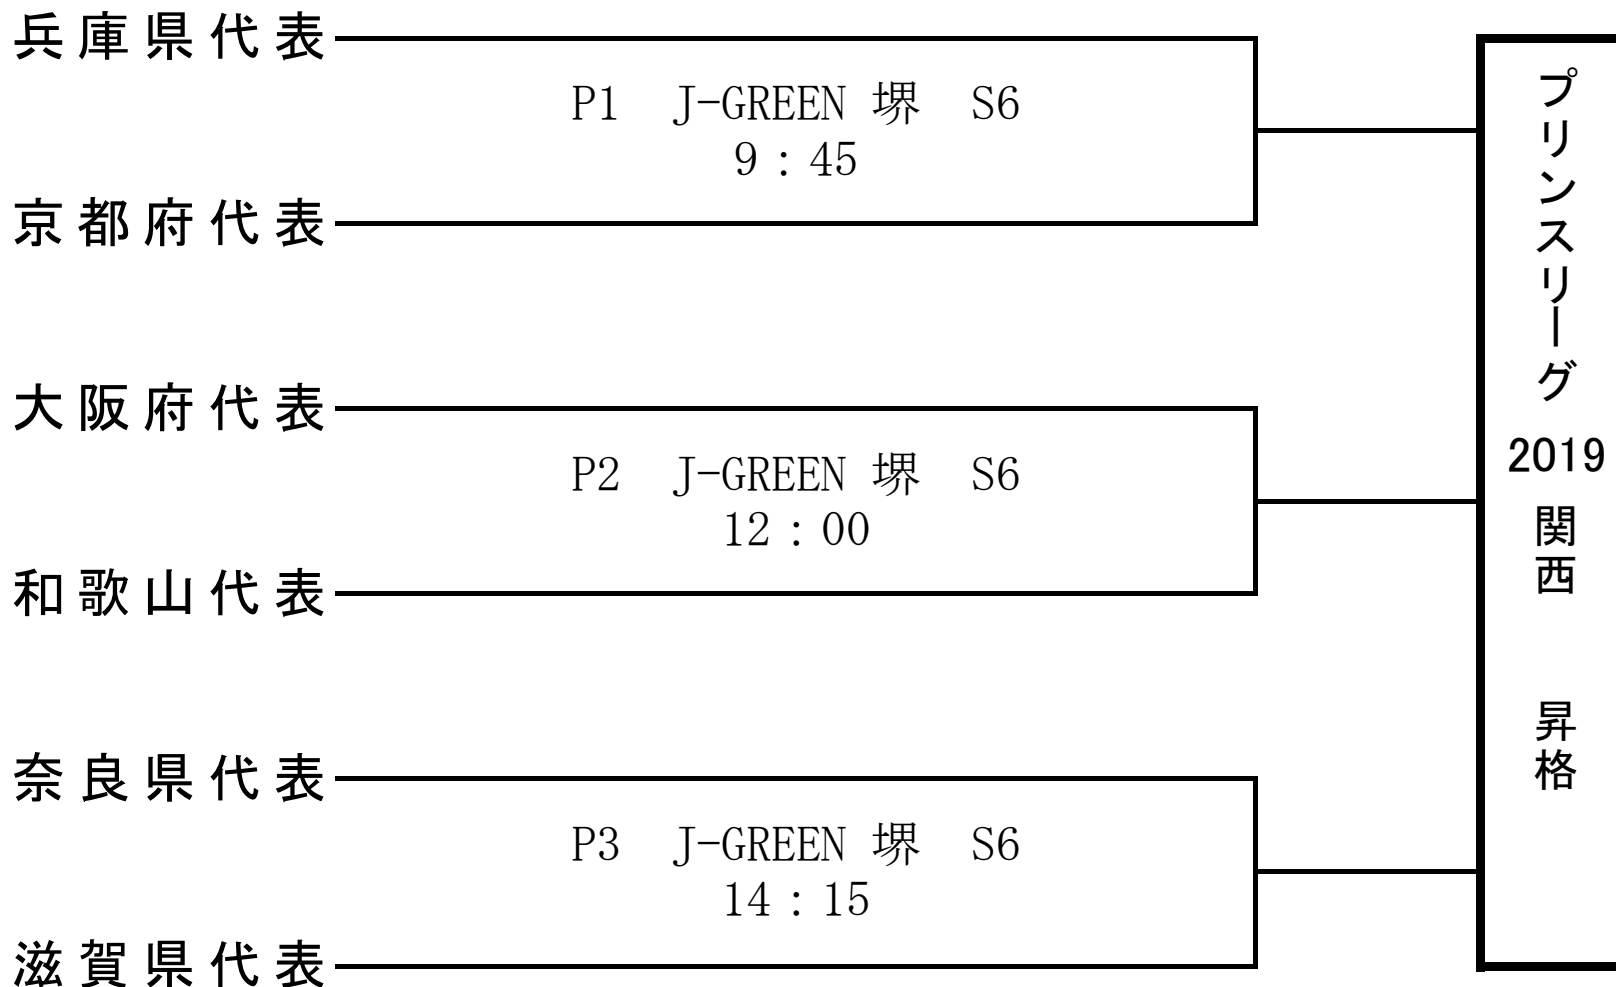 兵庫県代表
P1 J-GREEN 堺 S6
9：45
京都府代表
大阪府代表
P2 J-GREEN 堺 S6
12：00
和歌山代表
奈良県代表
P3 J-GREEN 堺 S6
14：15
滋賀県代表
プリンスリーグ 2019 関西 昇格